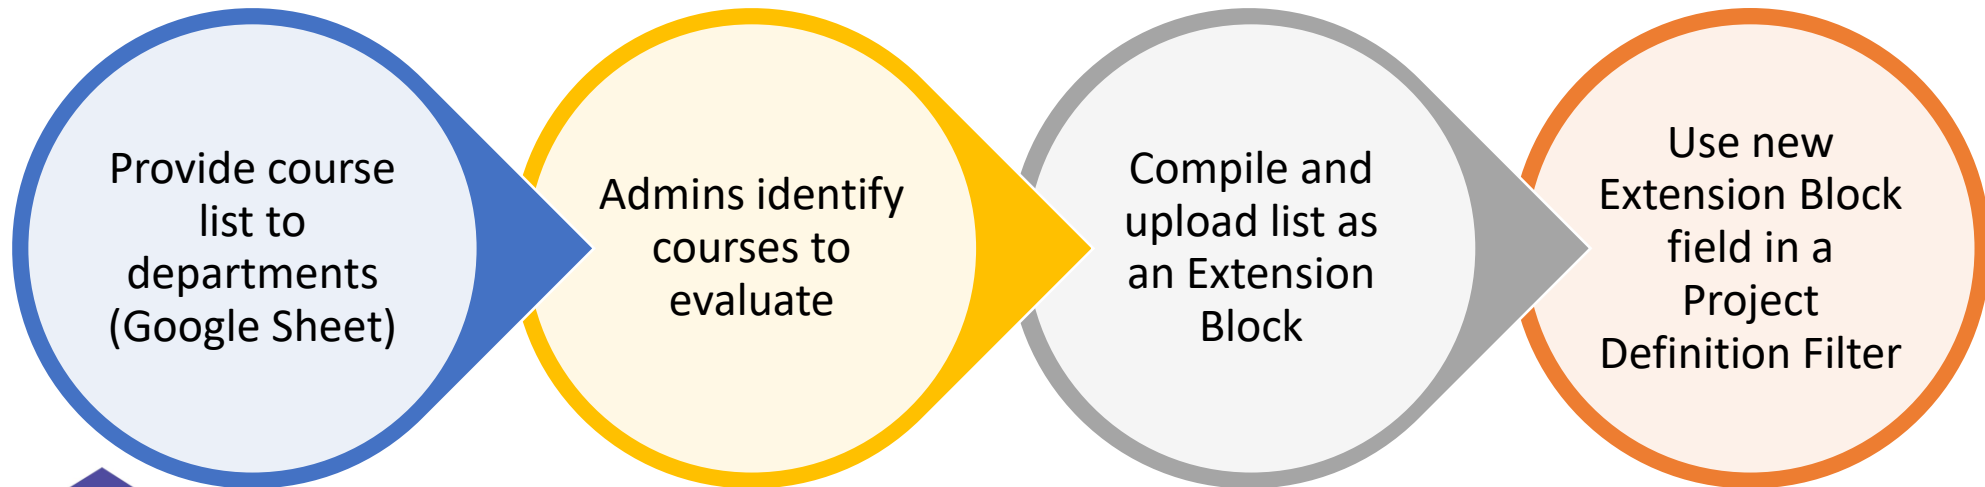 Provide course
list to
departments
(Google Sheet)
Admins identify
courses to
evaluate
Compile and
upload list as
an Extension
Block
Use new
Extension Block
field in a
Project
Definition Filter